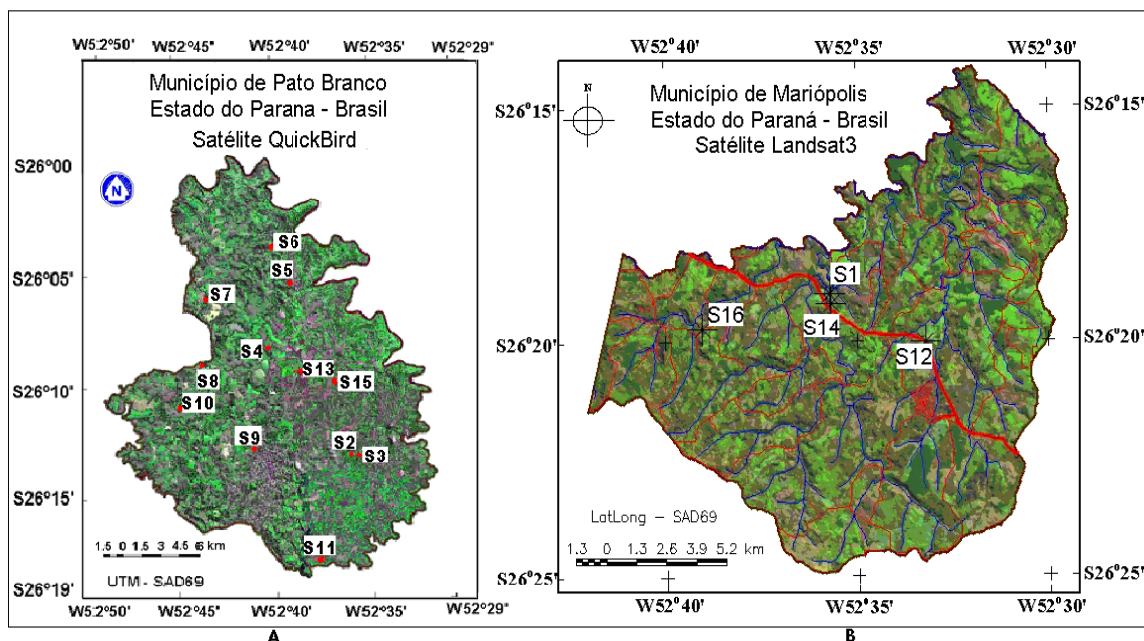 W52°50' W52°45' W52°40' W52°35' W52°29'
Município de Pato Branco
Estado do Parana - Brasil
Satélite QuickBird
N
S26°00
S26°05'
S26°10'
S26°15'
S26°19'
S6
S5
S7
S4
S13
S8
S15
S10
S9
S2
S3
S11
1.5 0 1.5 3 4.5 6 km
UTM - SAD69
W52°50' W52°45' W52°40' W52°35' W52°29'
A
W52°40' W52°35' W52°30'
N
Município de Mariópolis
Estado do Paraná - Brasil
Satélite Landsat3
S26°15'
S26°15'
S26°20'
S26°20'
S26°25'
S26°25'
S1
S16
S14
S12
LatLong - SAD69
1.3 0 1.3 2.6 3.9 5.2 km
W52°40' W52°35' W52°30'
B